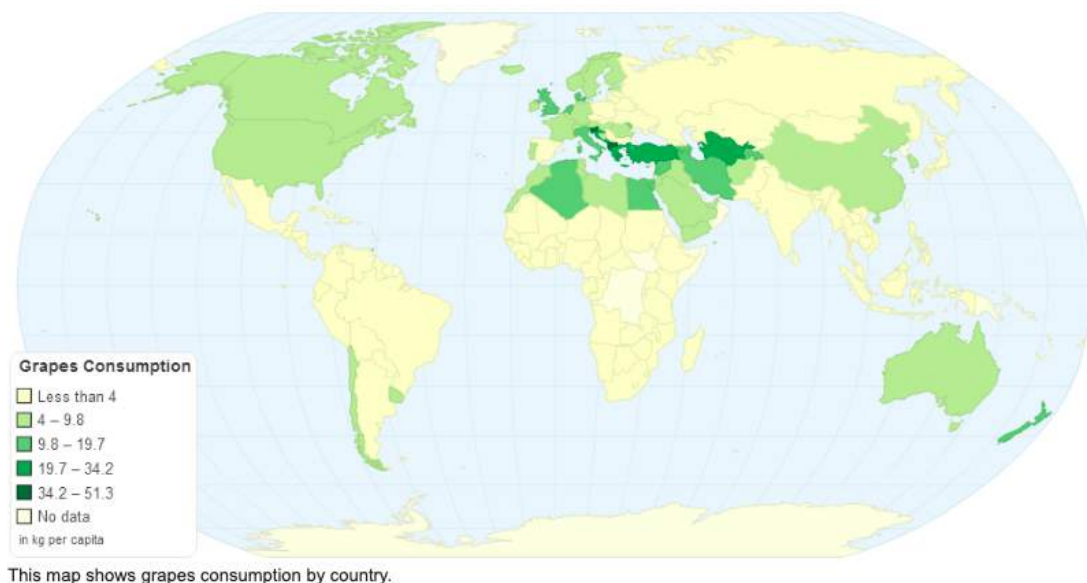 Grapes Consumption
Less than 4
4 – 9.8
9.8 – 19.7
19.7 – 34.2
34.2 – 51.3
No data
in kg per capita
This map shows grapes consumption by country.